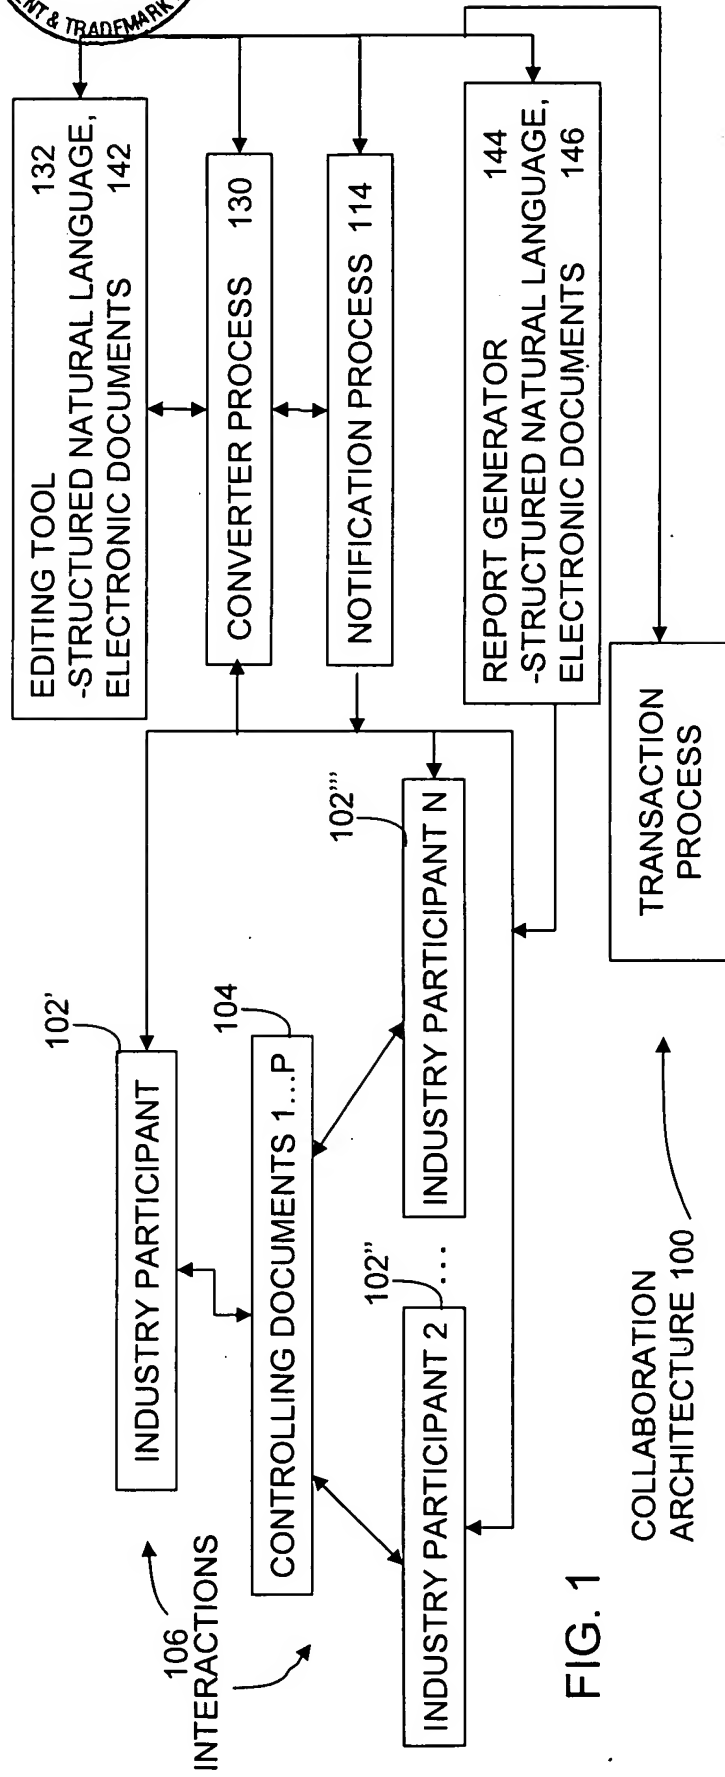 ENT & TRADEMARK
EDITING TOOL 132
-STRUCTURED NATURAL LANGUAGE,
ELECTRONIC DOCUMENTS 142
CONVERTER PROCESS 130
NOTIFICATION PROCESS 114
REPORT GENERATOR 144
-STRUCTURED NATURAL LANGUAGE,
ELECTRONIC DOCUMENTS 146
TRANSACTION
PROCESS
102'
INDUSTRY PARTICIPANT
104
CONTROLLING DOCUMENTS 1...P
102'''
INDUSTRY PARTICIPANT N
102''
...
INDUSTRY PARTICIPANT 2
106
INTERACTIONS
COLLABORATION
ARCHITECTURE 100
FIG. 1